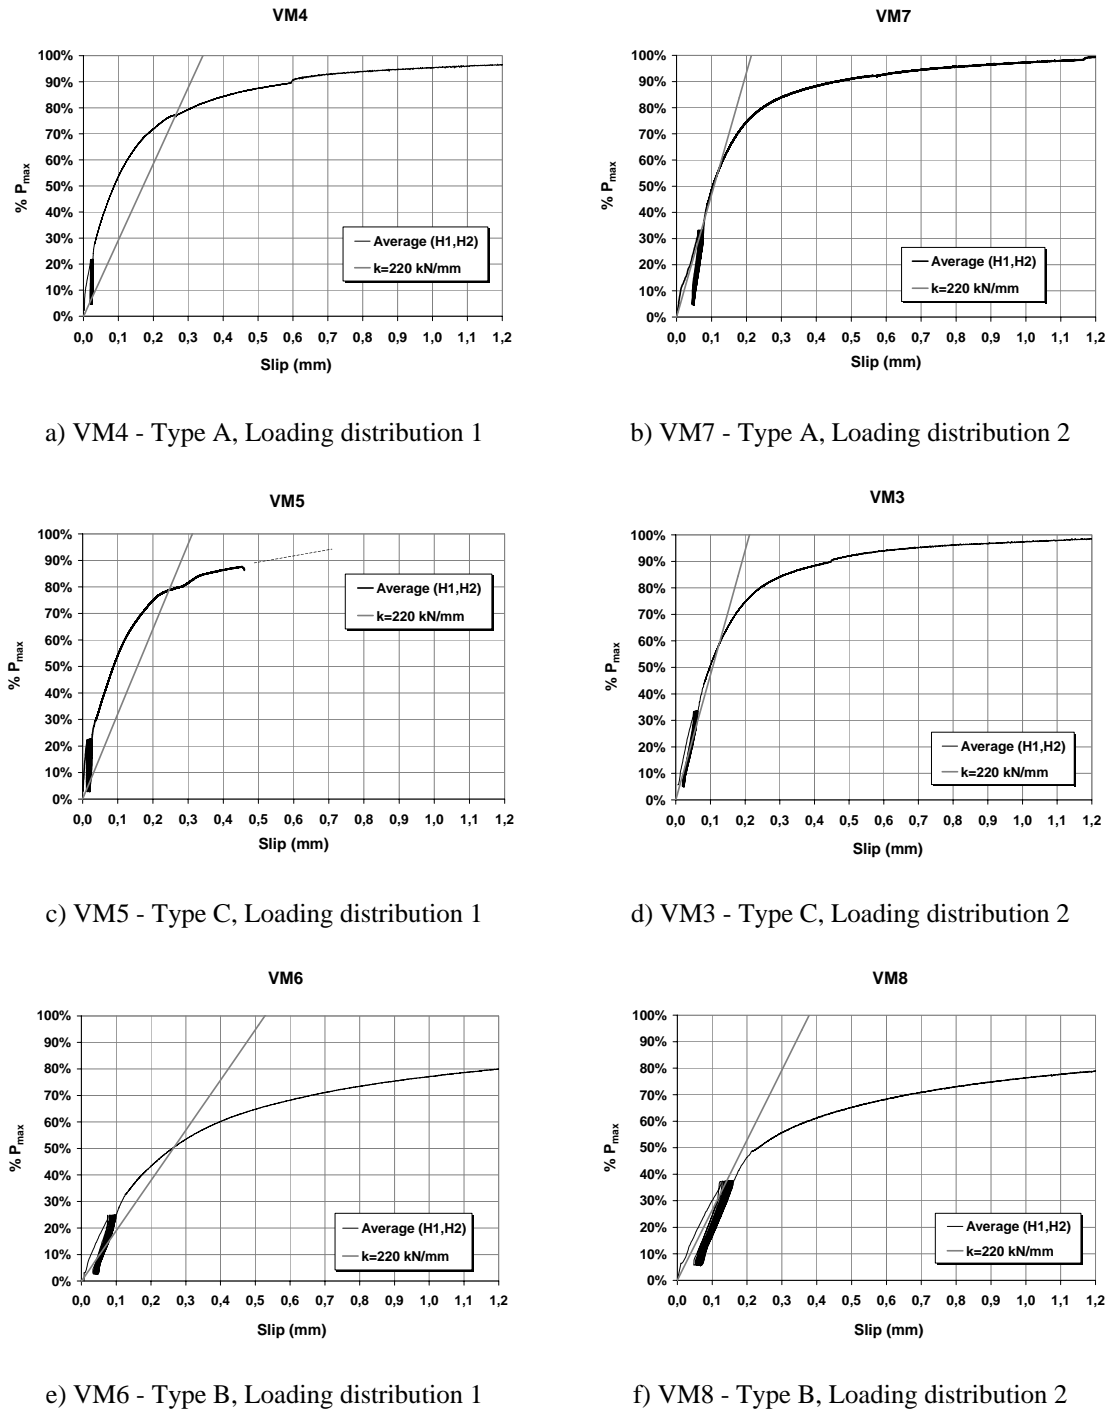 VM4
100%
90%
80%
70%
60%
50%
40%
30%
20%
10%
0%
% Pmax
Average (H1,H2)
k=220 kN/mm
0,0 0,1 0,2 0,3 0,4 0,5 0,6 0,7 0,8 0,9 1,0 1,1 1,2
Slip (mm)
a) VM4 - Type A, Loading distribution 1
VM7
100%
90%
80%
70%
60%
50%
40%
30%
20%
10%
0%
% Pmax
Average (H1,H2)
k=220 kN/mm
0,0 0,1 0,2 0,3 0,4 0,5 0,6 0,7 0,8 0,9 1,0 1,1 1,2
Slip (mm)
b) VM7 - Type A, Loading distribution 2
VM5
100%
90%
80%
70%
60%
50%
40%
30%
20%
10%
0%
% Pmax
Average (H1,H2)
k=220 kN/mm
0,0 0,1 0,2 0,3 0,4 0,5 0,6 0,7 0,8 0,9 1,0 1,1 1,2
Slip (mm)
c) VM5 - Type C, Loading distribution 1
VM3
100%
90%
80%
70%
60%
50%
40%
30%
20%
10%
0%
% Pmax
Average (H1,H2)
k=220 kN/mm
0,0 0,1 0,2 0,3 0,4 0,5 0,6 0,7 0,8 0,9 1,0 1,1 1,2
Slip (mm)
d) VM3 - Type C, Loading distribution 2
VM6
100%
90%
80%
70%
60%
50%
40%
30%
20%
10%
0%
% Pmax
Average (H1,H2)
k=220 kN/mm
0,0 0,1 0,2 0,3 0,4 0,5 0,6 0,7 0,8 0,9 1,0 1,1 1,2
Slip (mm)
e) VM6 - Type B, Loading distribution 1
VM8
100%
90%
80%
70%
60%
50%
40%
30%
20%
10%
0%
% Pmax
Average (H1,H2)
k=220 kN/mm
0,0 0,1 0,2 0,3 0,4 0,5 0,6 0,7 0,8 0,9 1,0 1,1 1,2
Slip (mm)
f) VM8 - Type B, Loading distribution 2